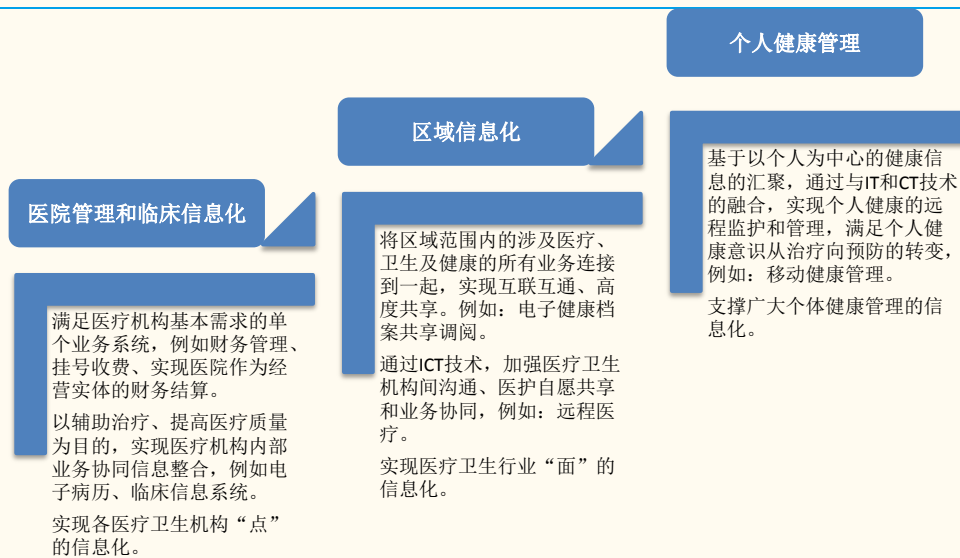 医院管理和临床信息化
满足医疗机构基本需求的单
个业务系统，例如财务管理、
挂号收费、实现医院作为经
营实体的财务结算。
以辅助治疗、提高医疗质量
为目的，实现医疗机构内部
业务协同信息整合，例如电
子病历、临床信息系统。
实现各医疗卫生机构“点”
的信息化。
区域信息化
将区域范围内的涉及医疗、
卫生及健康的所有业务连接
到一起，实现互联互通、高
度共享。例如：电子健康档
案共享调阅。
通过ICT技术，加强医疗卫生
机构间沟通、医护自愿共享
和业务协同，例如：远程医
疗。
实现医疗卫生行业“面”的
信息化。
个人健康管理
基于以个人为中心的健康信
息的汇聚，通过与IT和CT技术
的融合，实现个人健康的远
程监护和管理，满足个人健
康意识从治疗向预防的转变，
例如：移动健康管理。
支撑广大个体健康管理的信
息化。